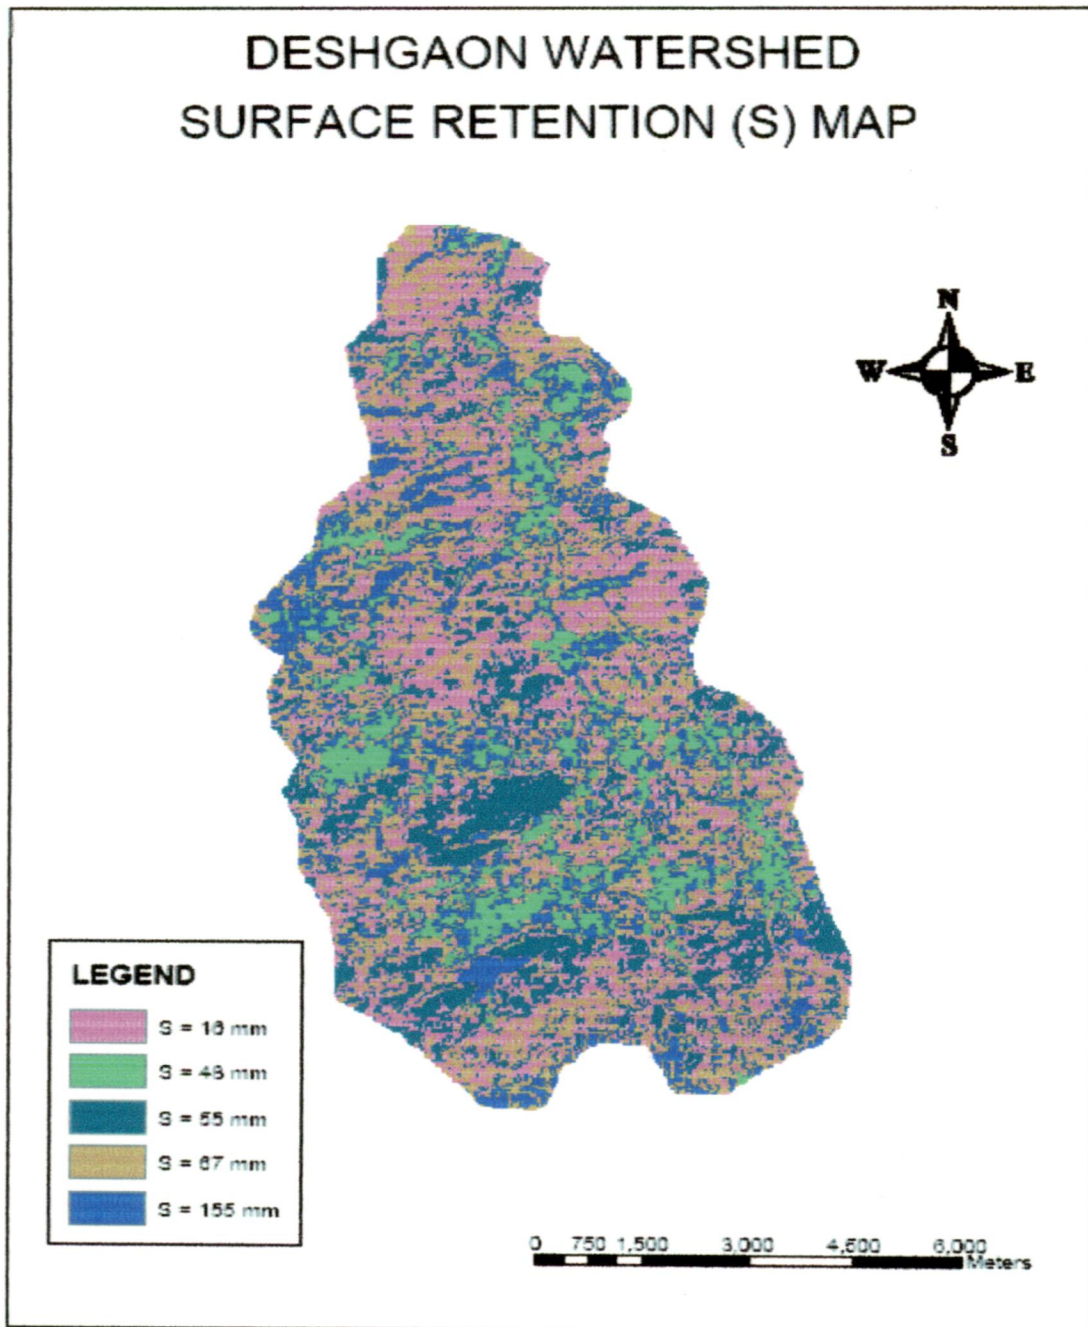 DESHGAON WATERSHED
SURFACE RETENTION (S) MAP
N
W E
S
LEGEND
S = 16 mm
S = 48 mm
S = 55 mm
S = 67 mm
S = 155 mm
0 750 1,500 3,000 4,500 6,000
Meters